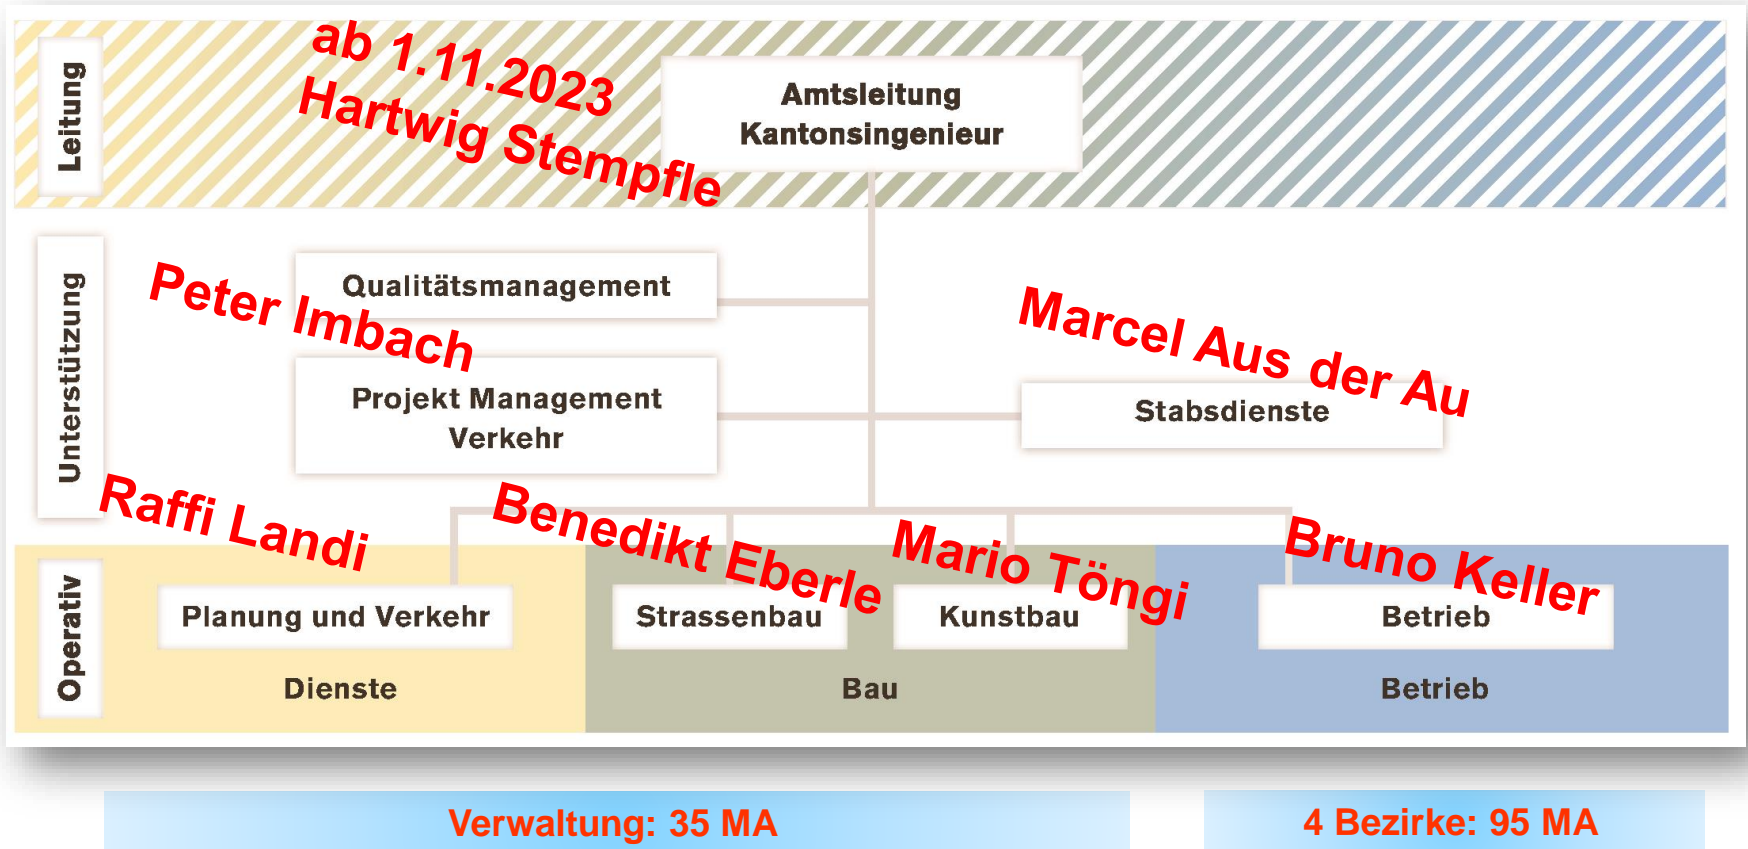 Leitung
ab 1.11.2023
Hartwig Stempfle
Amtsleitung
Kantonsingenieur
Unterstützung
Qualitätsmanagement
Peter Imbach
Projekt Management
Verkehr
Marcel Aus der Au
Stabsdienste
Operativ
Raffi Landi
Planung und Verkehr
Dienste
Benedikt Eberle
Strassenbau
Mario Töngi
Kunstbau
Bau
Bruno Keller
Betrieb
Betrieb
Verwaltung: 35 MA
4 Bezirke: 95 MA